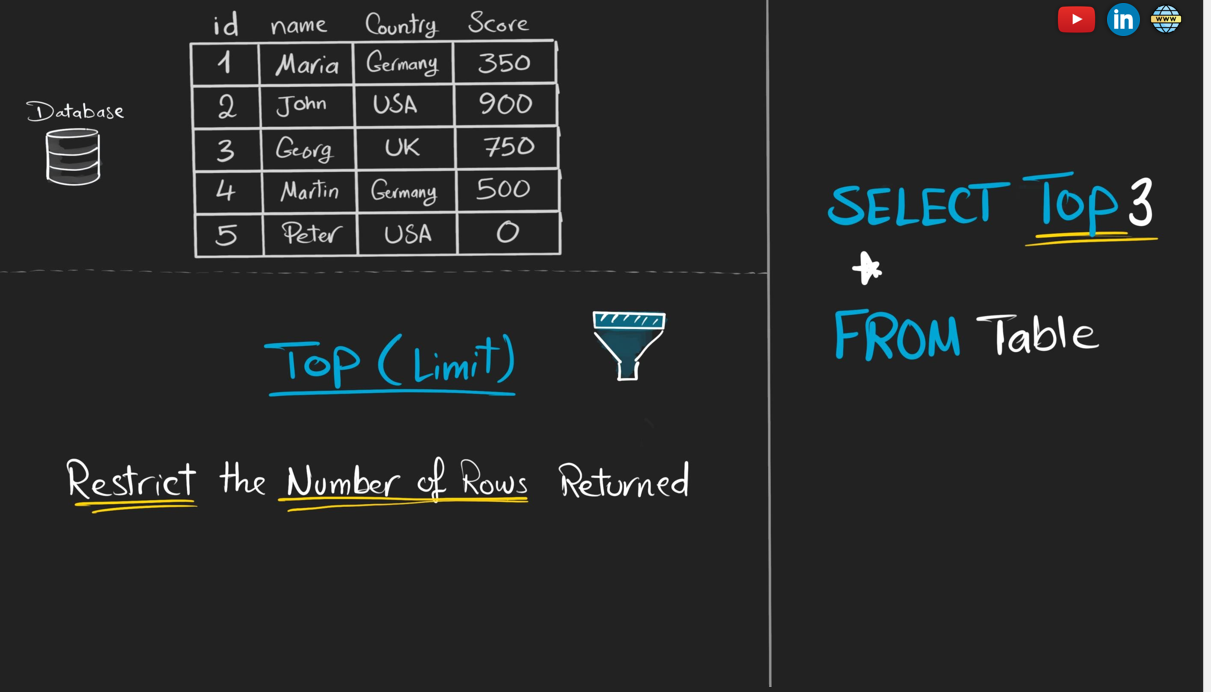 id name Country Score
1 Maria Germany 350
2 John USA 900
3 Georg UK 750
4 Martin Germany 500
5 Peter USA 0
Database
Top (Limit)
Restrict the Number of Rows Returned
in
www
SELECT Top 3
*
FROM Table